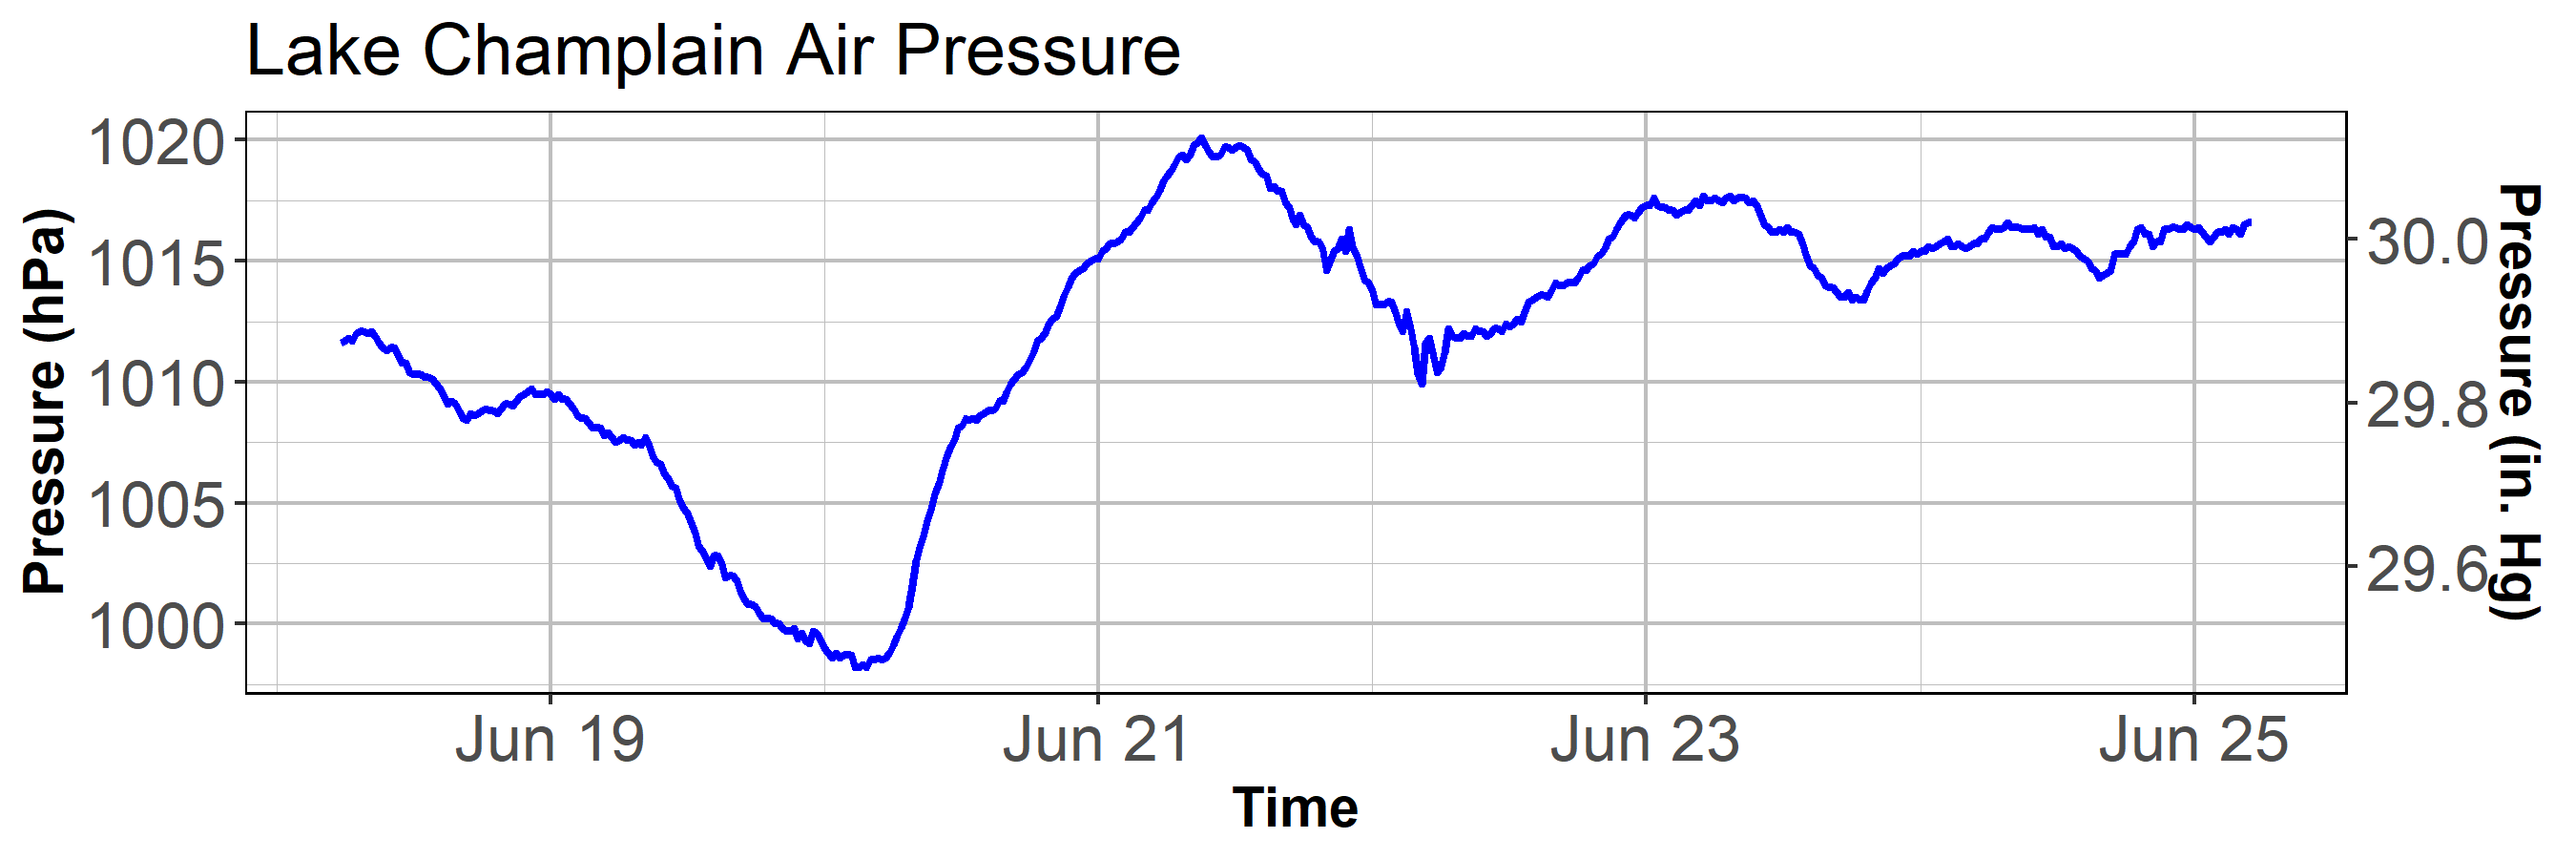 Lake Champlain Air Pressure
Pressure (hPa)
1020
1015
1010
1005
1000
30.0
29.8
29.6
Pressure (in. Hg)
Jun 19
Jun 21
Jun 23
Jun 25
Time